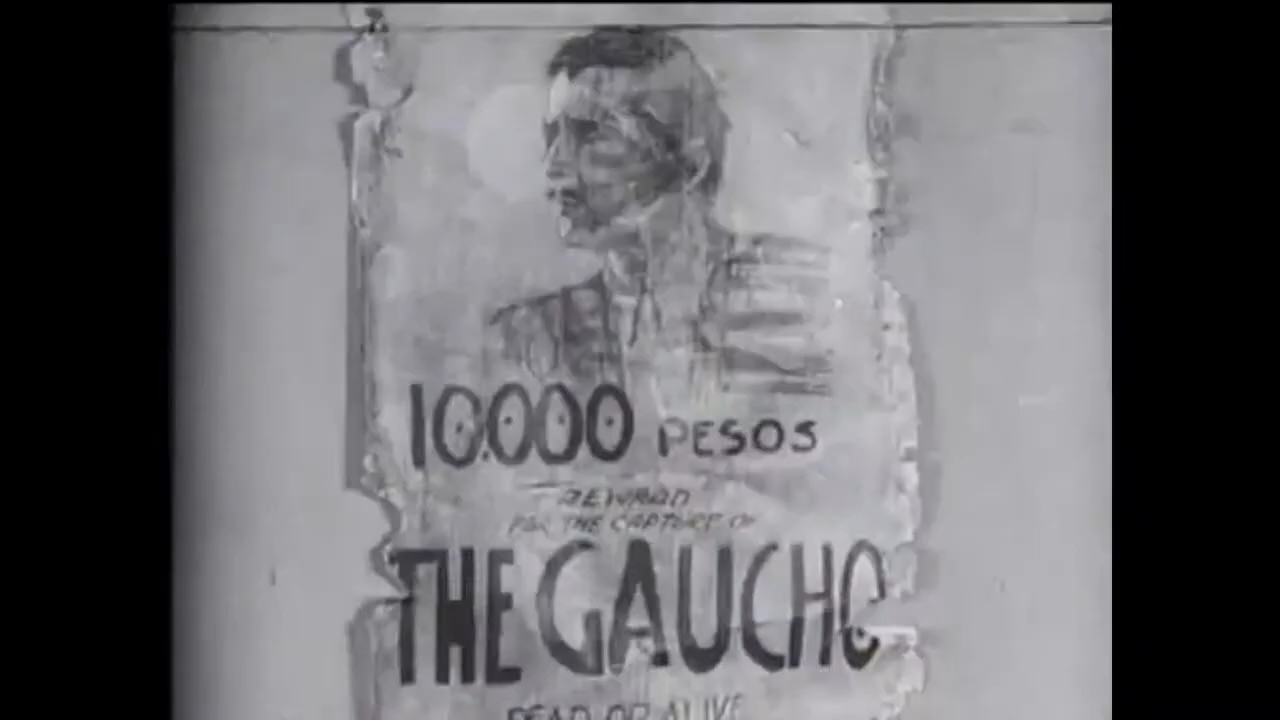 10.000 PESOS
REWARD
FOR THE CAPTURE OF
THE GAUCHO
DEAD OR ALIVE